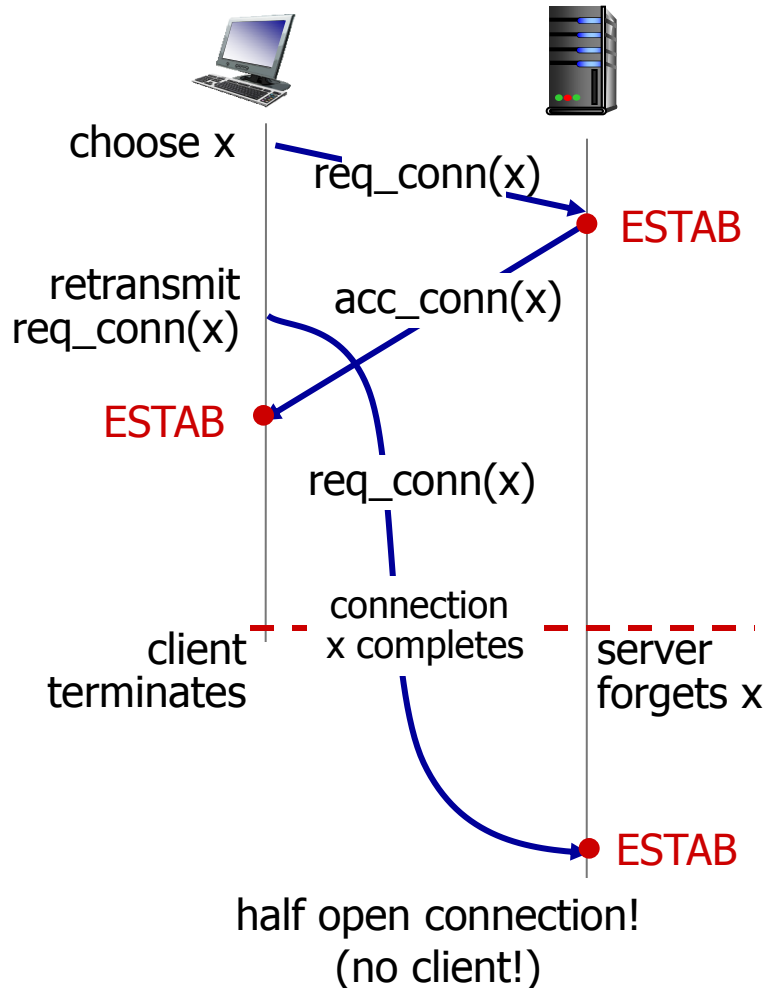 choose x
req_conn(x)
ESTAB
retransmit
req_conn(x)
acc_conn(x)
ESTAB
req_conn(x)
connection
x completes
client
terminates
server
forgets x
ESTAB
half open connection!
(no client!)